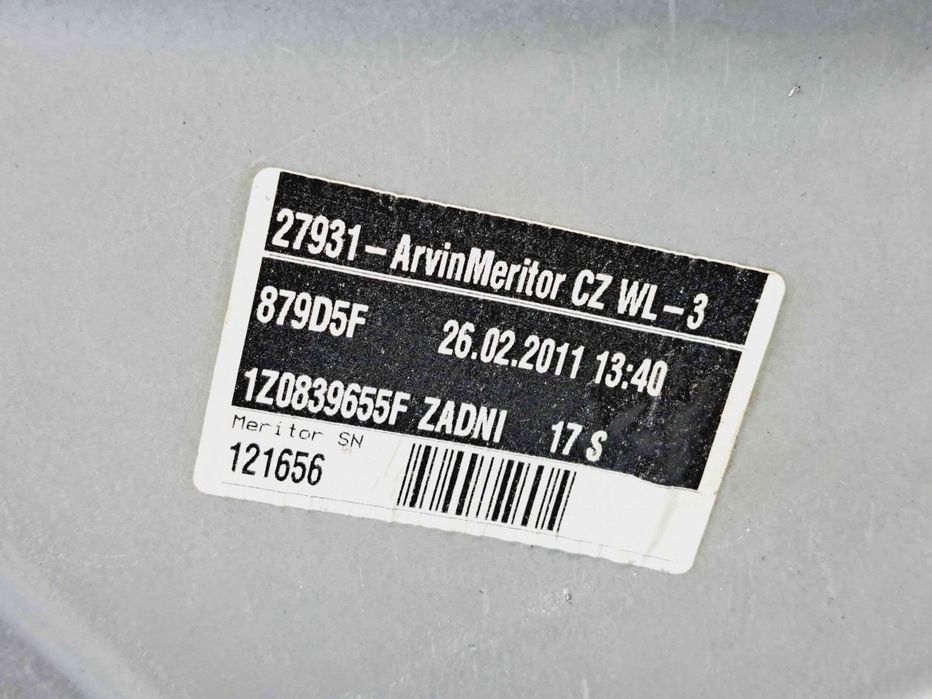 27931-ArvinMeritor CZ WL-3
879D5F 26.02.2011 13:40
1Z0839655F ZADNI 17 S
Meritor SN
121656